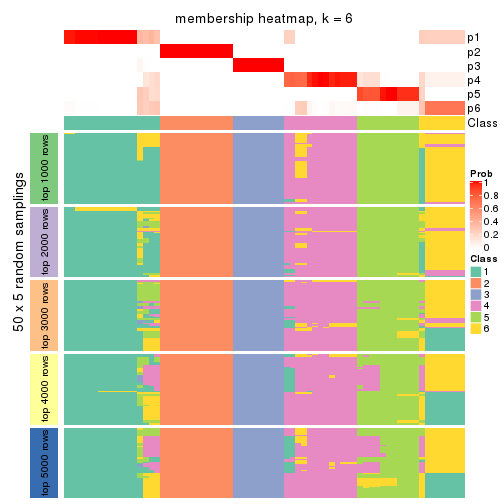 membership heatmap, k = 6
p1
p2
p3
p4
p5
p6
Class
50 x 5 random samplings
top 1000 rows
top 2000 rows
top 3000 rows
top 4000 rows
top 5000 rows
Prob
1
0.8
0.6
0.4
0.2
0
Class
1
2
3
4
5
6